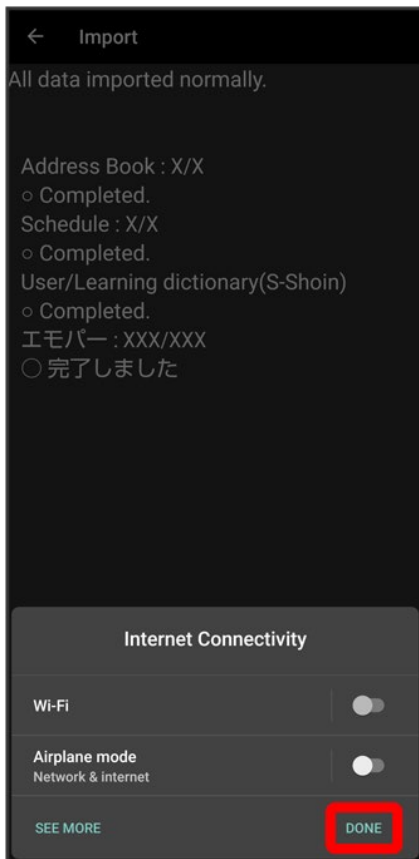 Import
All data imported normally.
Address Book : X/X
○ Completed.
Schedule : X/X
○ Completed.
User/Learning dictionary(S-Shoin)
○ Completed.
エモパー : XXX/XXX
○ 完了しました
Internet Connectivity
Wi-Fi
Airplane mode
Network & internet
SEE MORE DONE